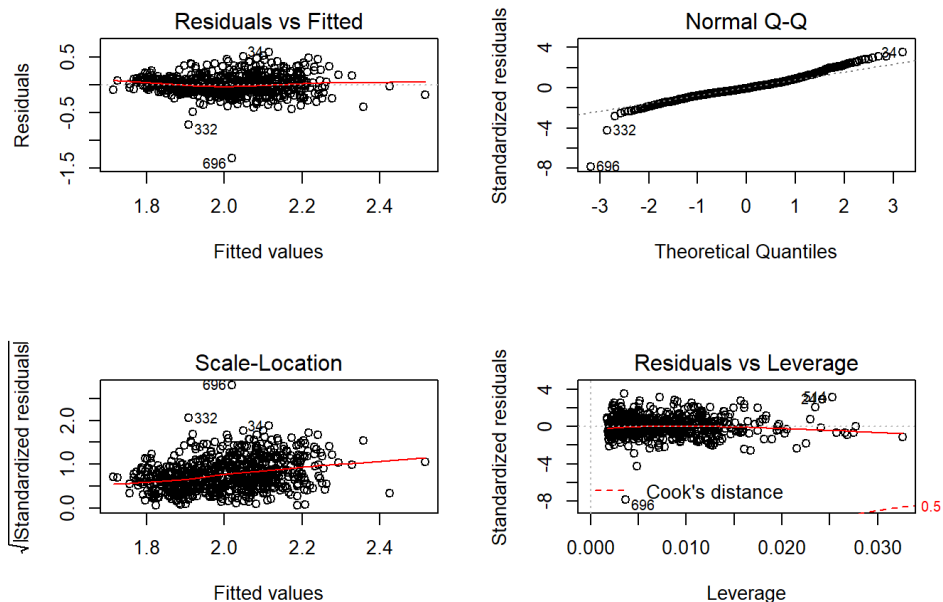 Residuals vs Fitted
Residuals
0.5
-0.5
-1.5
34
332
696
1.8 2.0 2.2 2.4
Fitted values
Normal Q-Q
Standardized residuals
4
0
-4
-8
34
332
696
-3 -2 -1 0 1 2 3
Theoretical Quantiles
Scale-Location
√|Standardized residuals|
2.0
1.0
0.0
696
332
34
1.8 2.0 2.2 2.4
Fitted values
Residuals vs Leverage
Standardized residuals
4
0
-4
-8
Cook's distance
696
0.5
0.000 0.010 0.020 0.030
Leverage